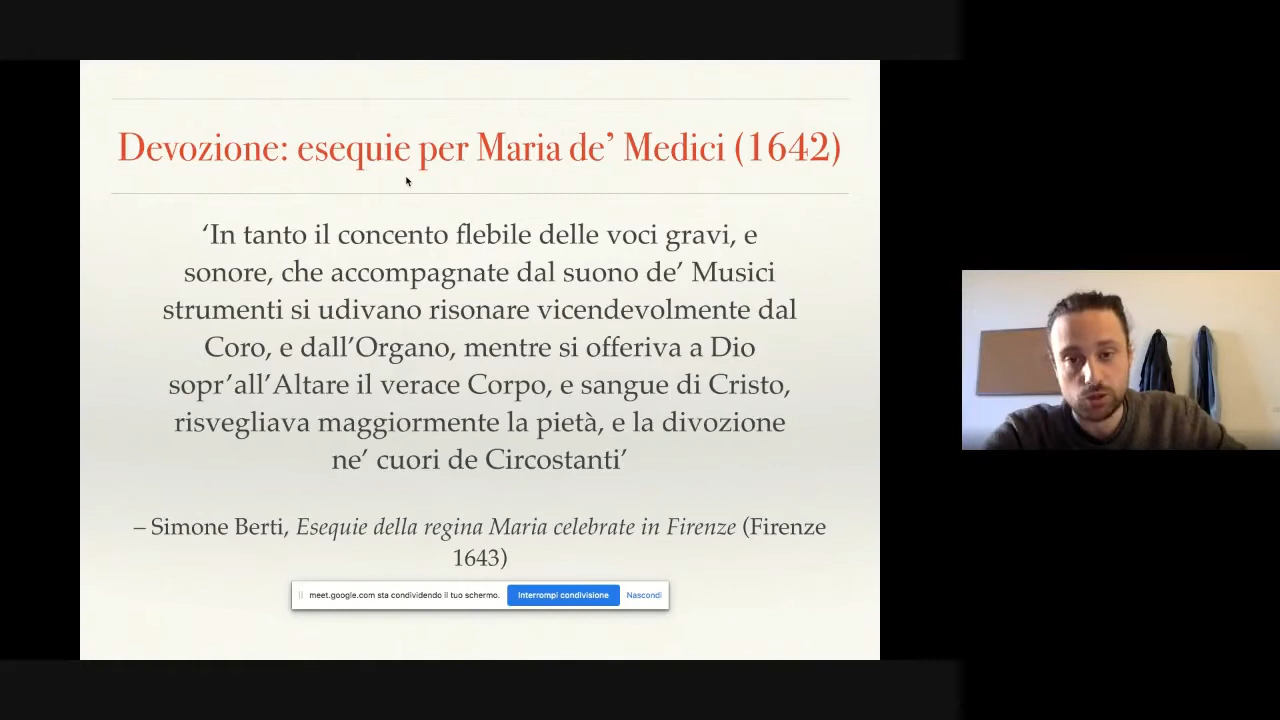 Devozione: esequie per Maria de’ Medici (1642)
‘In tanto il concento flebile delle voci gravi, e
sonore, che accompagnate dal suono de’ Musici
strumenti si udivano risonare vicendevolmente dal
Coro, e dall’Organo, mentre si offeriva a Dio
sopr’all’Altare il verace Corpo, e sangue di Cristo,
risvegliava maggiormente la pietà, e la divozione
ne’ cuori de Circostanti’
– Simone Berti, Esequie della regina Maria celebrate in Firenze (Firenze
1643)
meet.google.com sta condividendo il tuo schermo. Interrompi condivisione Nascondi